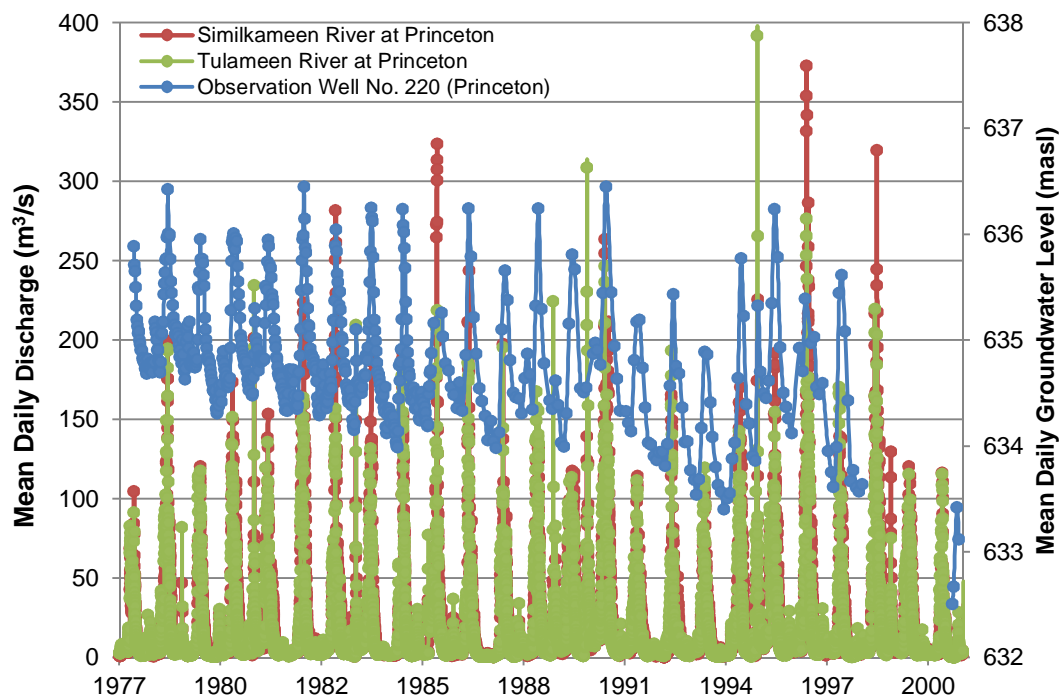 Similkameen River at Princeton
Tulameen River at Princeton
Observation Well No. 220 (Princeton)
Mean Daily Discharge (m³/s)
400
350
300
250
200
150
100
50
0
638
637
636
635
634
633
632
Mean Daily Groundwater Level (masl)
1977 1980 1982 1985 1988 1991 1994 1997 2000